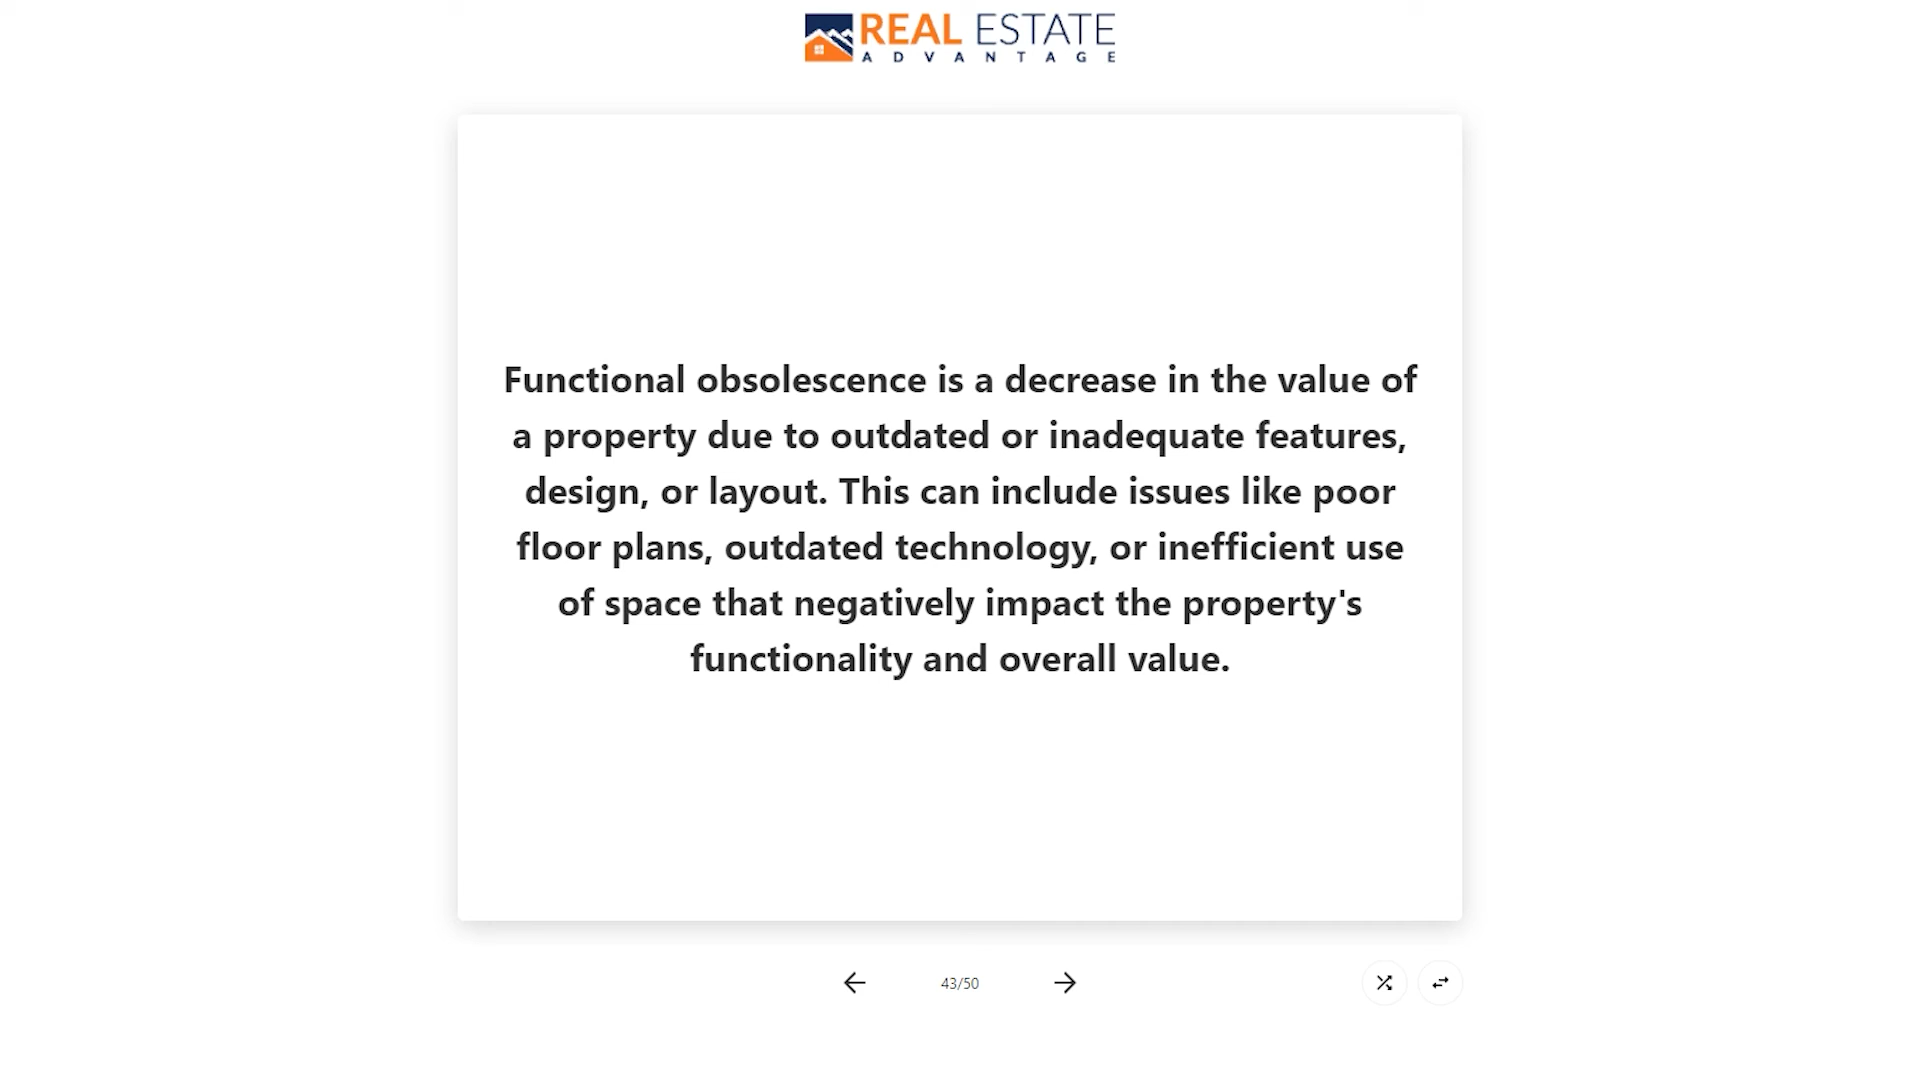 REAL ESTATE
ADVANTAGE
Functional obsolescence is a decrease in the value of
a property due to outdated or inadequate features,
design, or layout. This can include issues like poor
floor plans, outdated technology, or inefficient use
of space that negatively impact the property's
functionality and overall value.
43/50